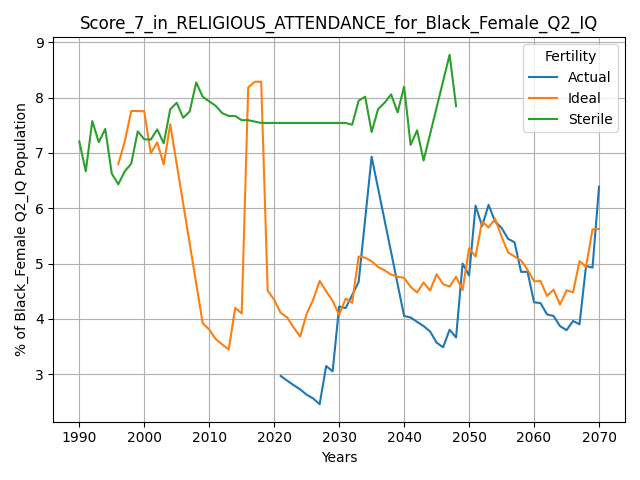 Score_7_in_RELIGIOUS_ATTENDANCE_for_Black_Female_Q2_IQ
% of Black_Female Q2_IQ Population
9
8
7
6
5
4
3
Fertility
Actual
Ideal
Sterile
1990 2000 2010 2020 2030 2040 2050 2060 2070
Years